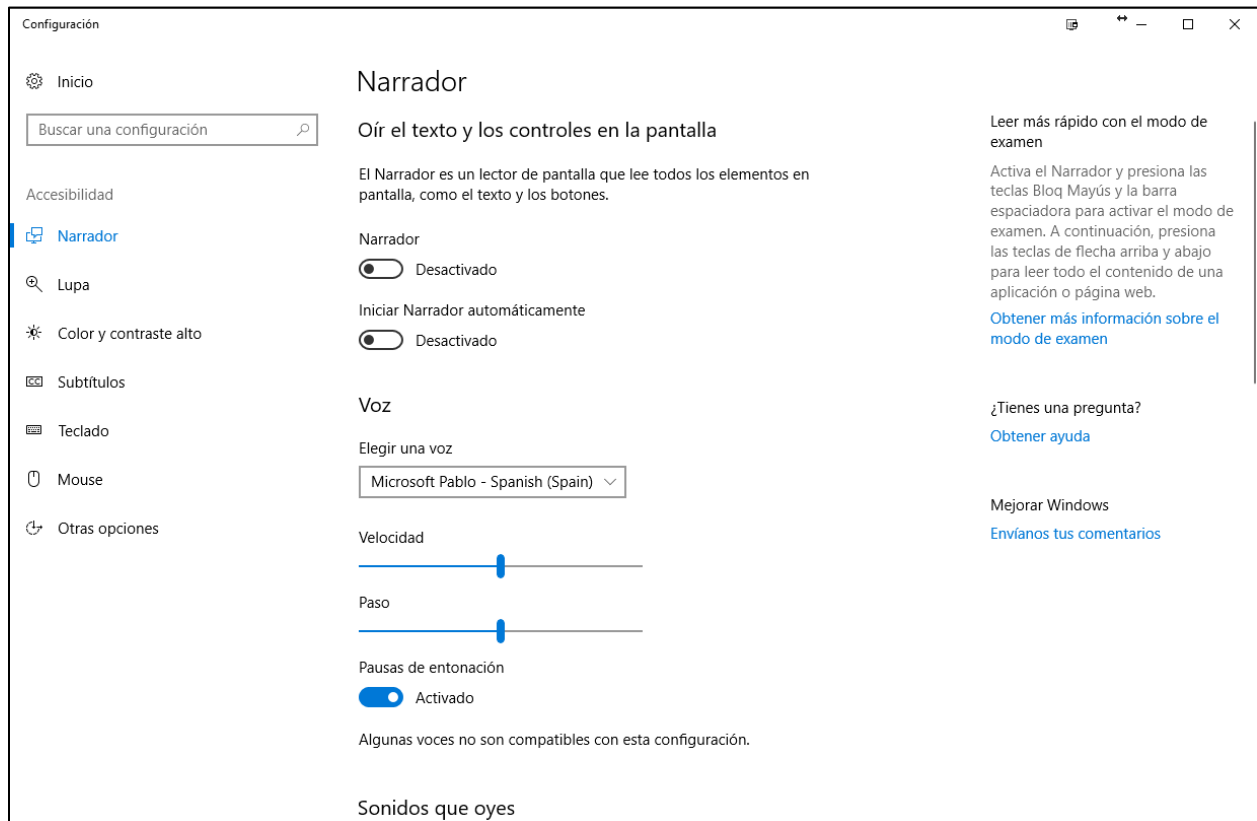 Configuración
Inicio
Buscar una configuración
Accesibilidad
Narrador
Lupa
Color y contraste alto
Subtítulos
Teclado
Mouse
Otras opciones
Narrador
Oír el texto y los controles en la pantalla
El Narrador es un lector de pantalla que lee todos los elementos en
pantalla, como el texto y los botones.
Narrador
Desactivado
Iniciar Narrador automáticamente
Desactivado
Voz
Elegir una voz
Microsoft Pablo - Spanish (Spain)
Velocidad
Paso
Pausas de entonación
Activado
Algunas voces no son compatibles con esta configuración.
Sonidos que oyes
Leer más rápido con el modo de
examen
Activa el Narrador y presiona las
teclas Bloq Mayús y la barra
espaciadora para activar el modo de
examen. A continuación, presiona
las teclas de flecha arriba y abajo
para leer todo el contenido de una
aplicación o página web.
Obtener más información sobre el
modo de examen
¿Tienes una pregunta?
Obtener ayuda
Mejorar Windows
Envíanos tus comentarios